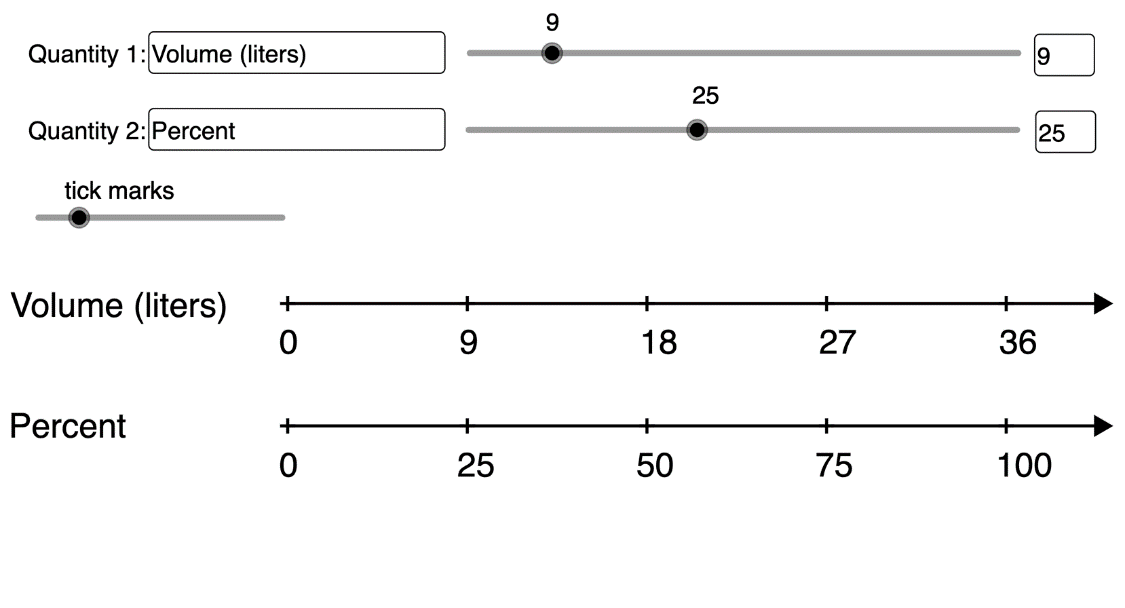 9
Quantity 1: Volume (liters) 9
25
Quantity 2: Percent 25
tick marks
Volume (liters)
0 9 18 27 36
Percent
0 25 50 75 100